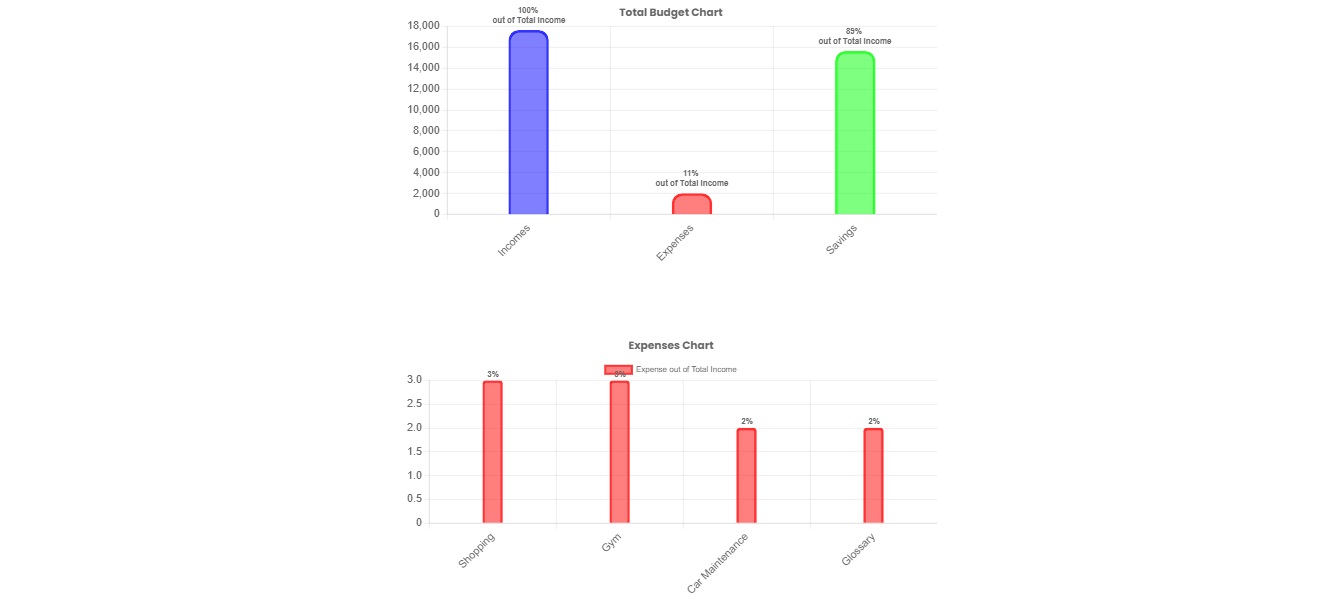 Total Budget Chart
100%
out of Total Income
89%
out of Total Income
11%
out of Total Income
18,000
16,000
14,000
12,000
10,000
8,000
6,000
4,000
2,000
0
Incomes
Expenses
Savings
Expenses Chart
Expense out of Total Income
3%
3%
2%
2%
3.0
2.5
2.0
1.5
1.0
0.5
0
Shopping
Gym
Car Maintenance
Glossary